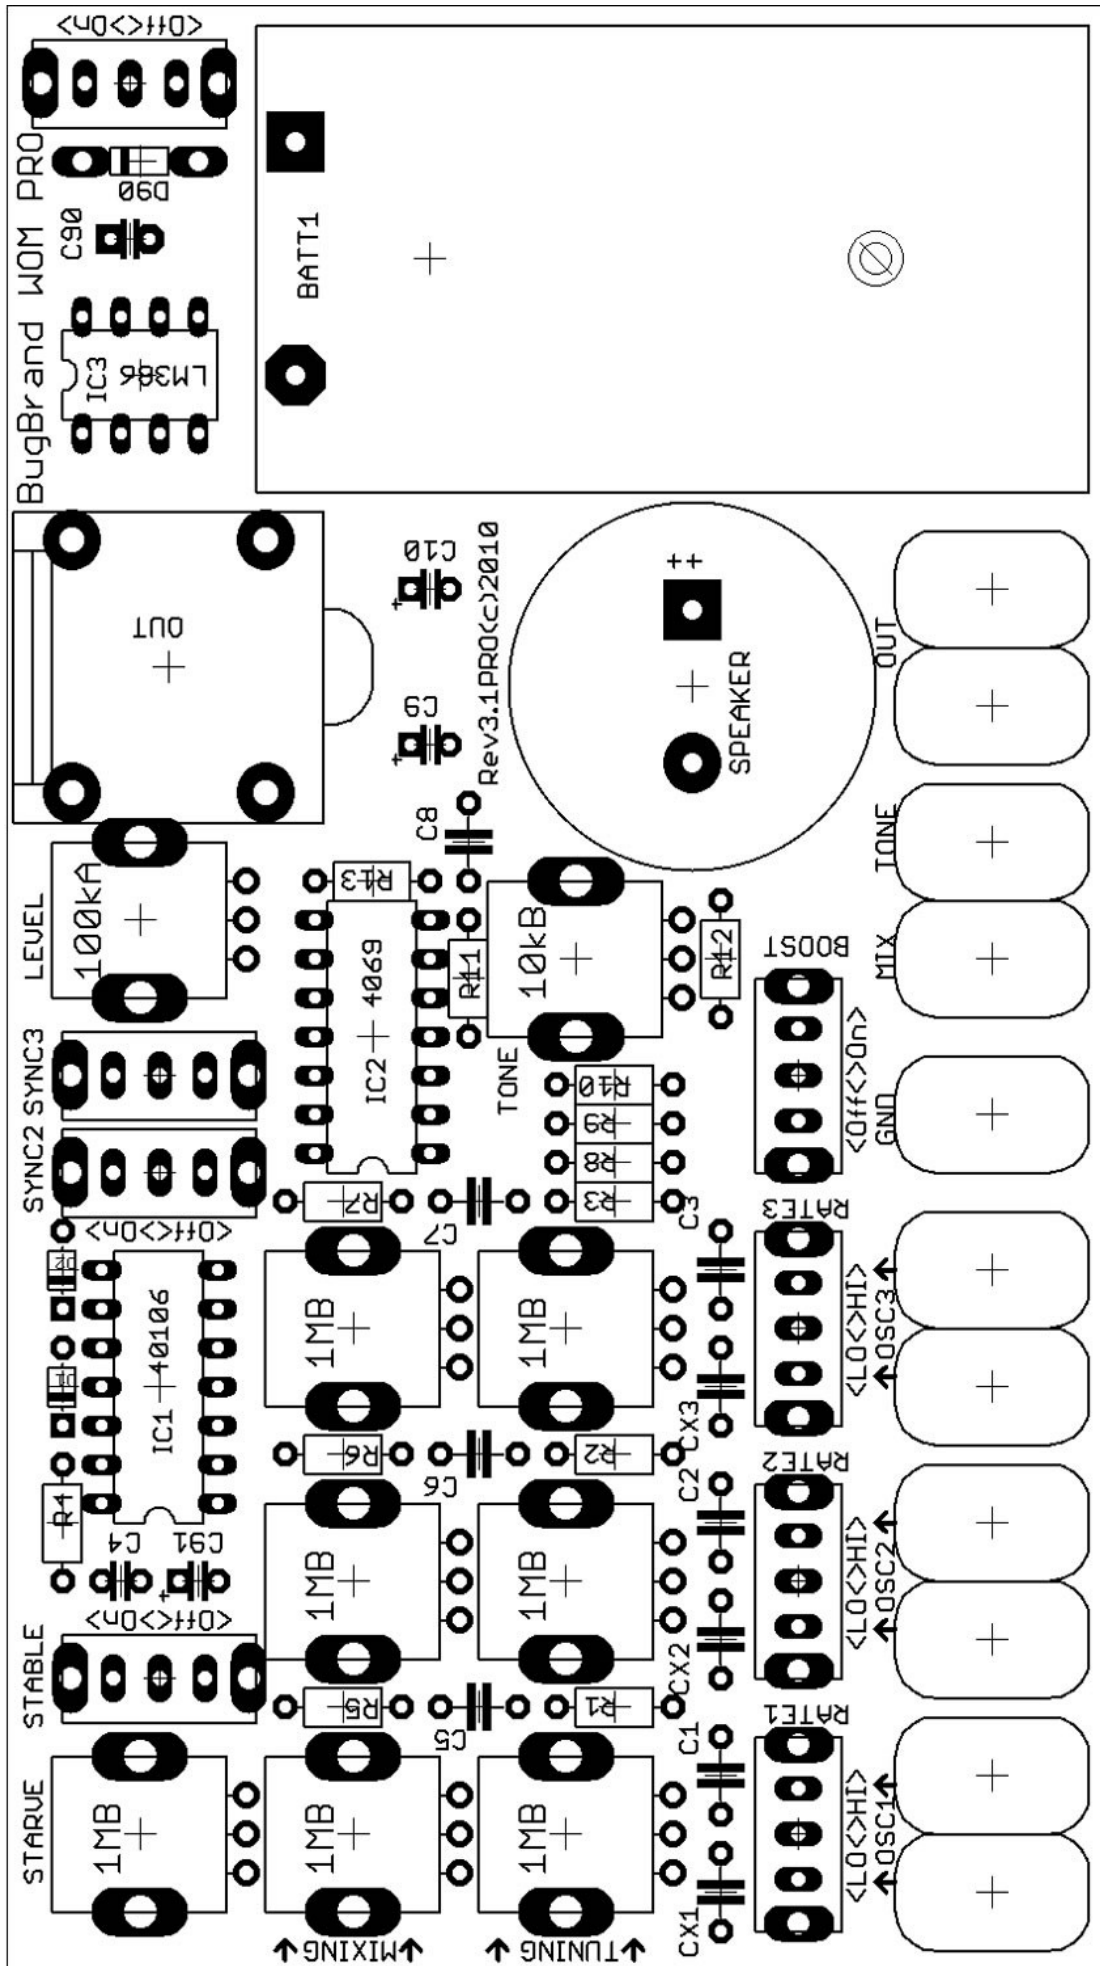 <Off<>On>
BugBrand WOM PRO
D90
C90
IC3
LM386
BATT1
OUT
C10
C9
Rev3.1PRO(c)2010
++
SPEAKER
OUT
LEVEL
100kA
R13
C8
4069
IC2
R11
10kB
TONE
R12
BOOST
<Off<>On>
TONE
MIX
GND
SYNC3
SYNC2
<Off<>On>
R10
R9
R8
R3
R7
C7
C3
D2
D1
40106
IC1
1MB
1MB
RATE3
<LO<>HI>
OSC3
CX3
R6
C6
R2
C2
R4
C4
C91
1MB
1MB
RATE2
<LO<>HI>
OSC2
CX2
<Off<>On>
STABLE
R5
C5
R1
C1
STARVE
1MB
1MB
1MB
RATE1
<LO<>HI>
OSC1
CX1
MIXING
TUNING